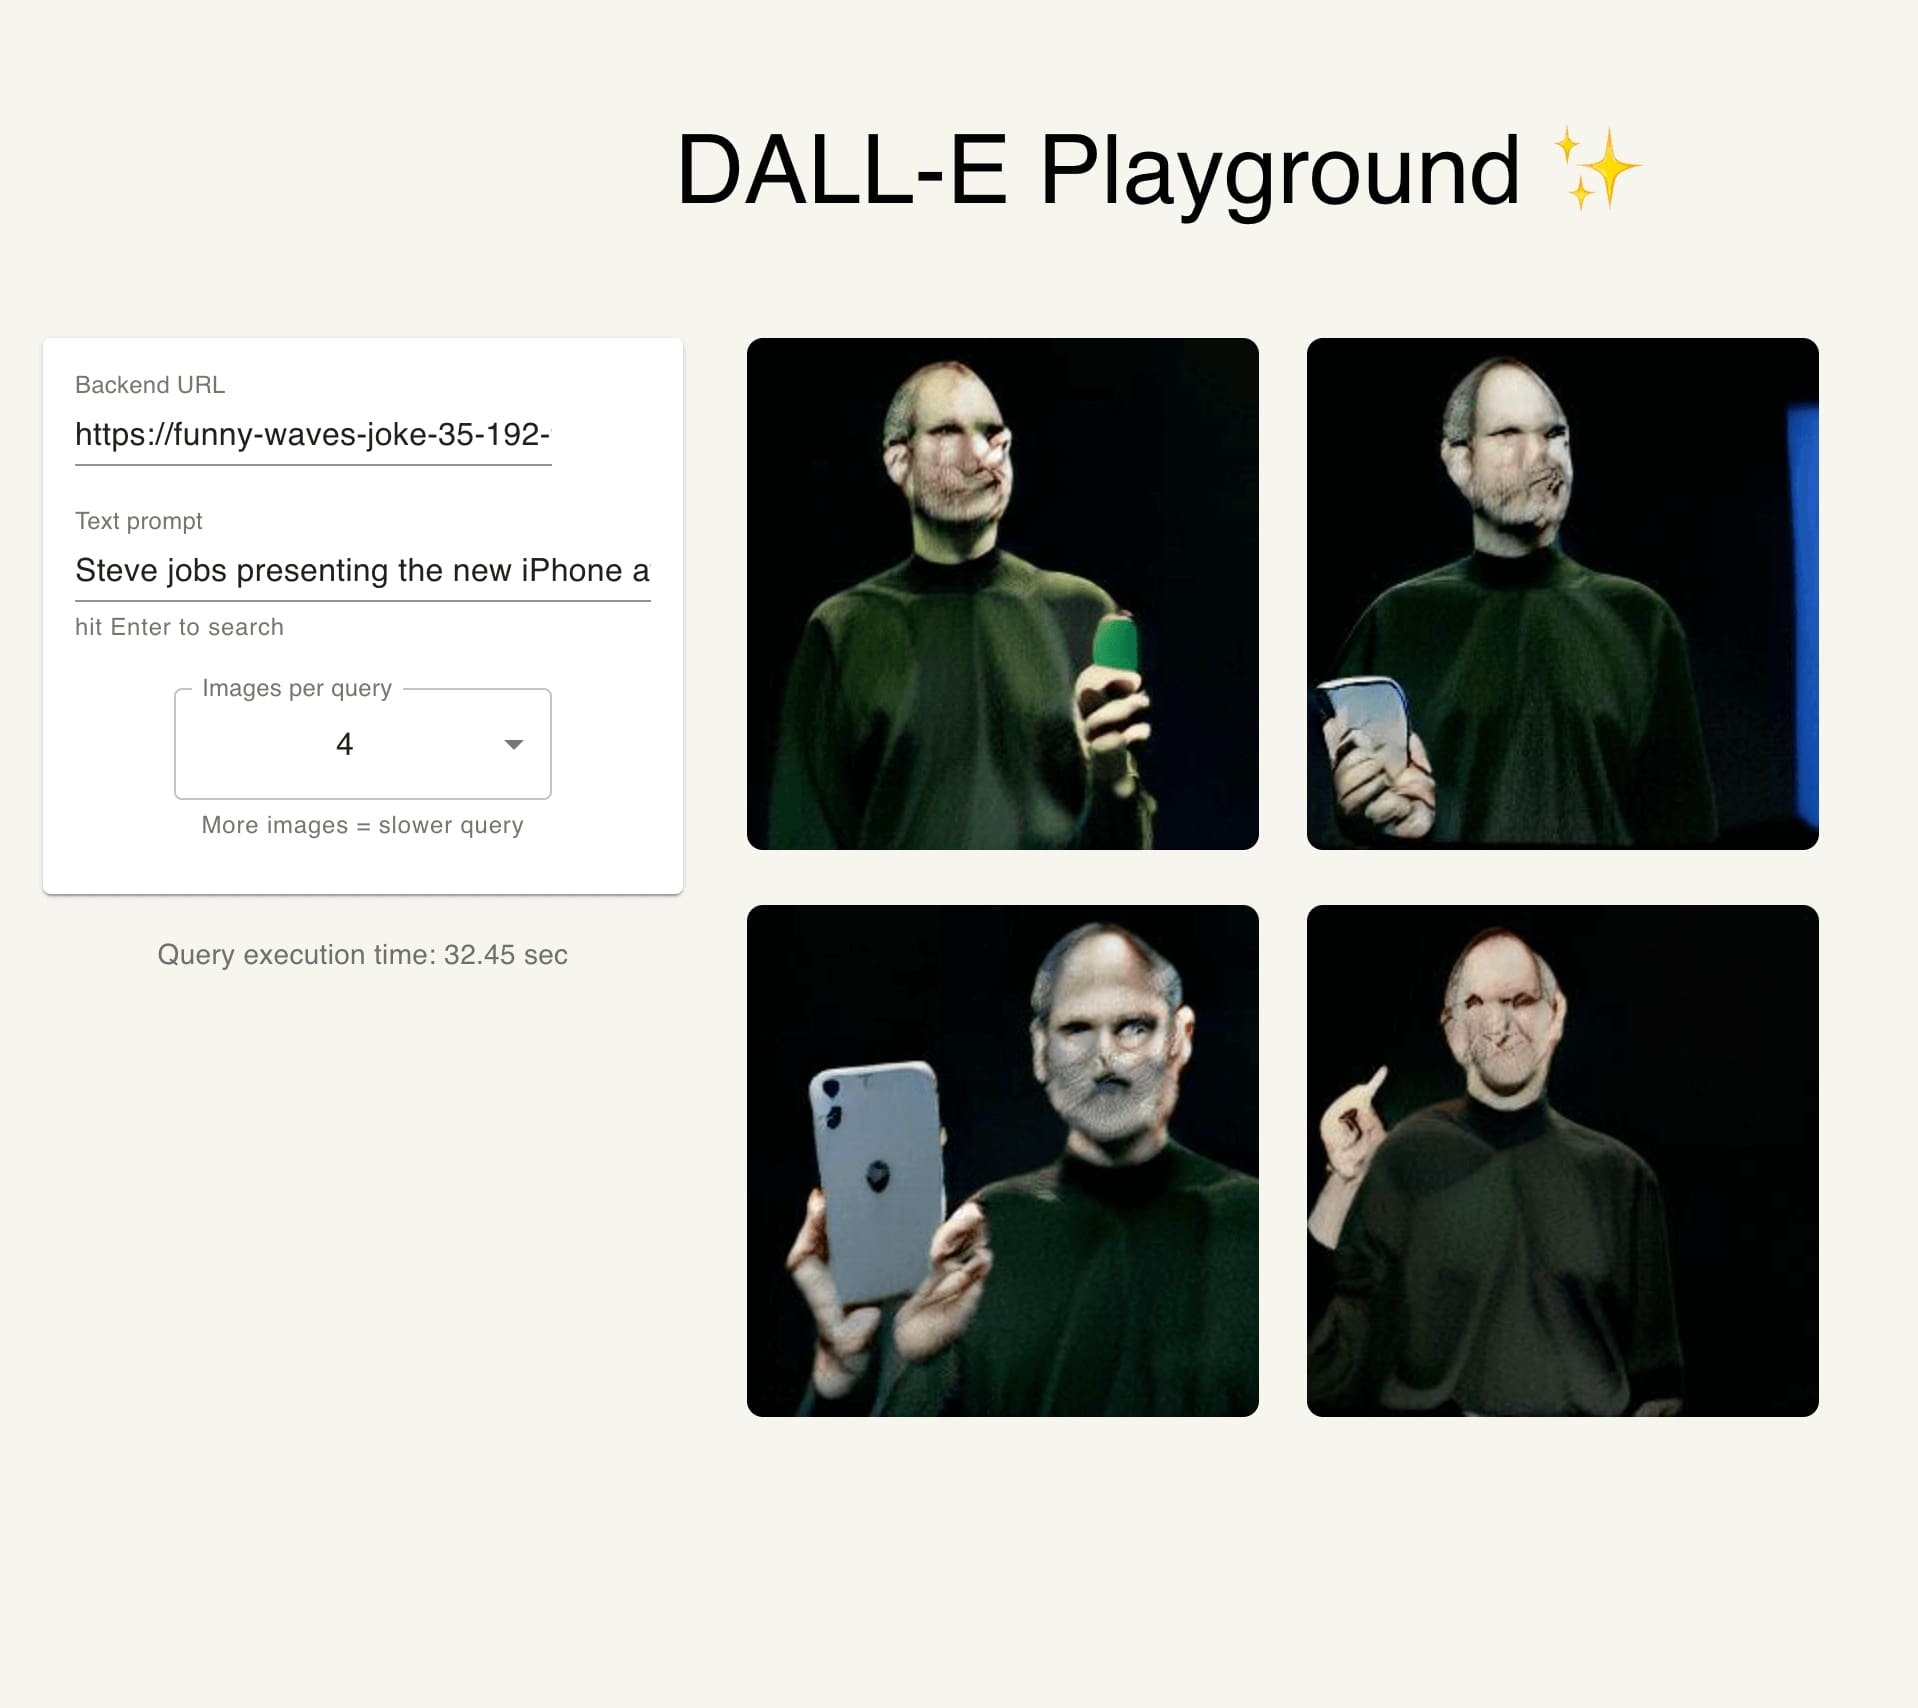 DALL-E Playground ✨
Backend URL
https://funny-waves-joke-35-192-
Text prompt
Steve jobs presenting the new iPhone a
hit Enter to search
Images per query
4
More images = slower query
Query execution time: 32.45 sec